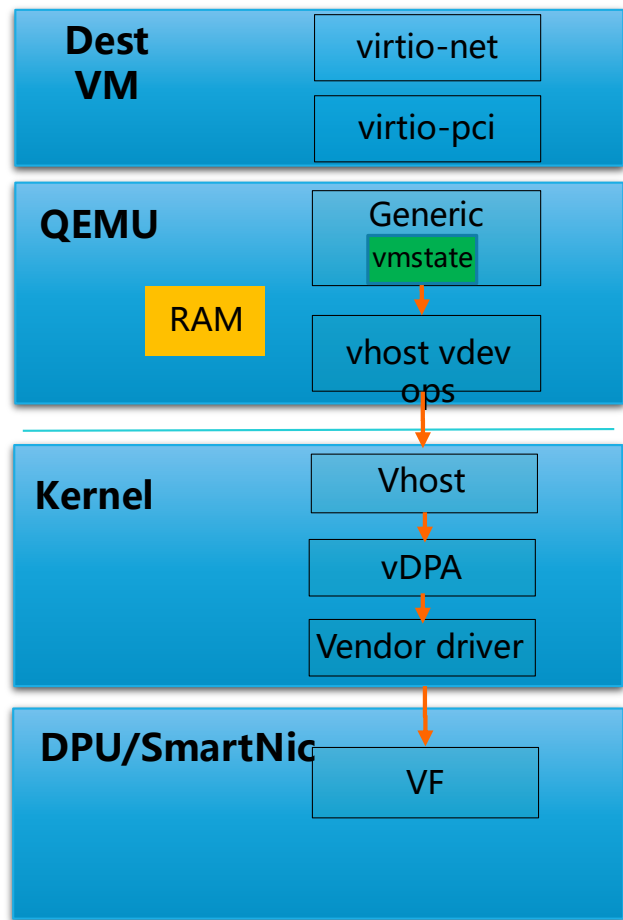 Dest
VM
virtio-net
virtio-pci
QEMU
Generic
vmstate
RAM
vhost vdev
ops
Kernel
Vhost
vDPA
Vendor driver
DPU/SmartNic
VF